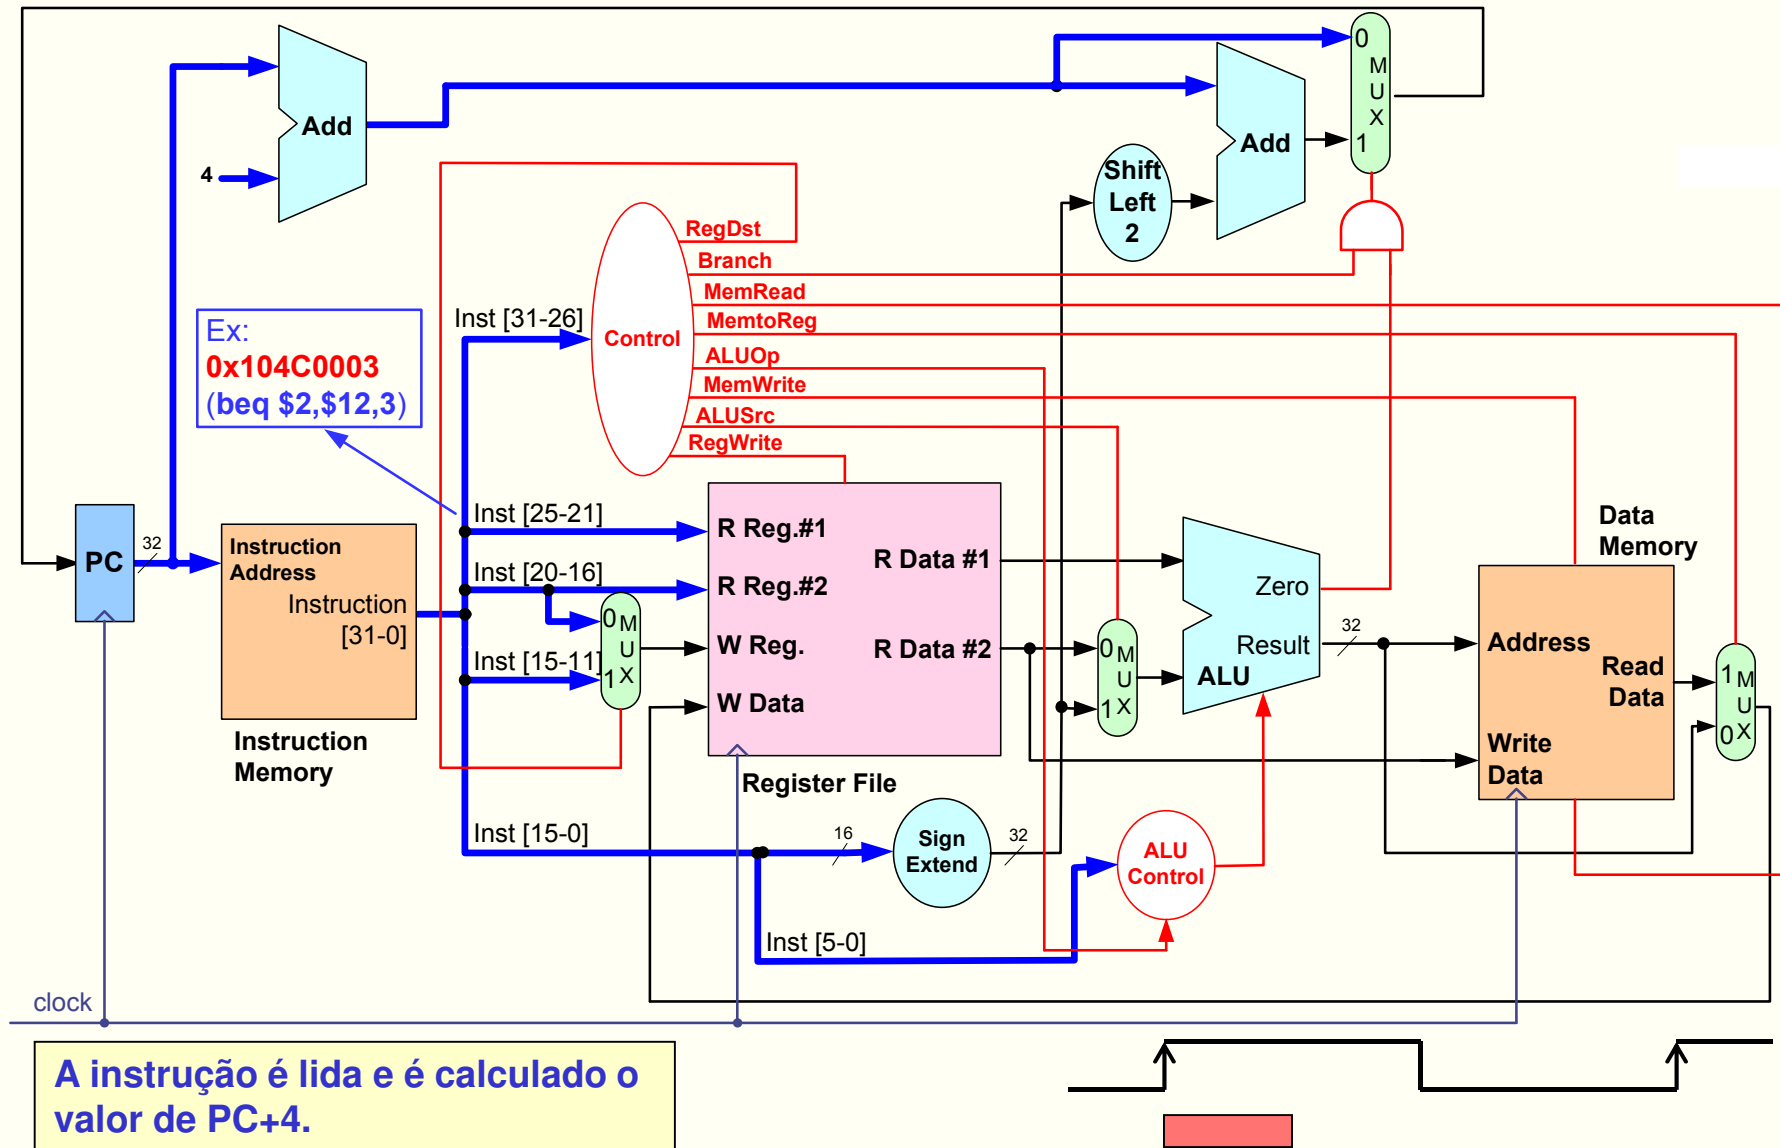 Add
4
Add
0
M
U
X
1
Shift
Left
2
RegDst
Branch
MemRead
MemtoReg
ALUOp
MemWrite
ALUSrc
RegWrite
Control
Inst [31-26]
Ex:
0x104C0003
(beq $2,$12,3)
PC
32
Instruction
Address
Instruction
[31-0]
Instruction
Memory
Inst [25-21]
Inst [20-16]
Inst [15-11]
0
M
U
X
1
R Reg.#1
R Reg.#2
W Reg.
W Data
R Data #1
R Data #2
Register File
0
M
U
X
1
Zero
Result
ALU
32
Data
Memory
Address
Read
Data
Write
Data
1
M
U
X
0
Inst [15-0]
16
Sign
Extend
32
ALU
Control
Inst [5-0]
clock
A instrução é lida e é calculado o
valor de PC+4.